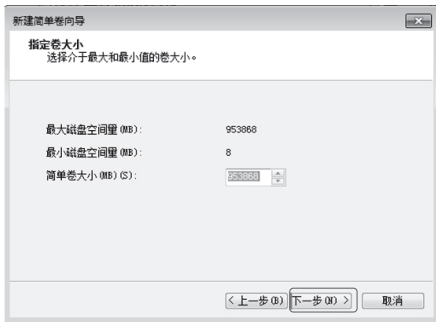 新建简单卷向导
指定卷大小
选择介于最大和最小值的卷大小。
最大磁盘空间量(MB): 953868
最小磁盘空间量(MB): 8
简单卷大小(MB)(S): 953868
<上一步(B) 下一步(N) > 取消